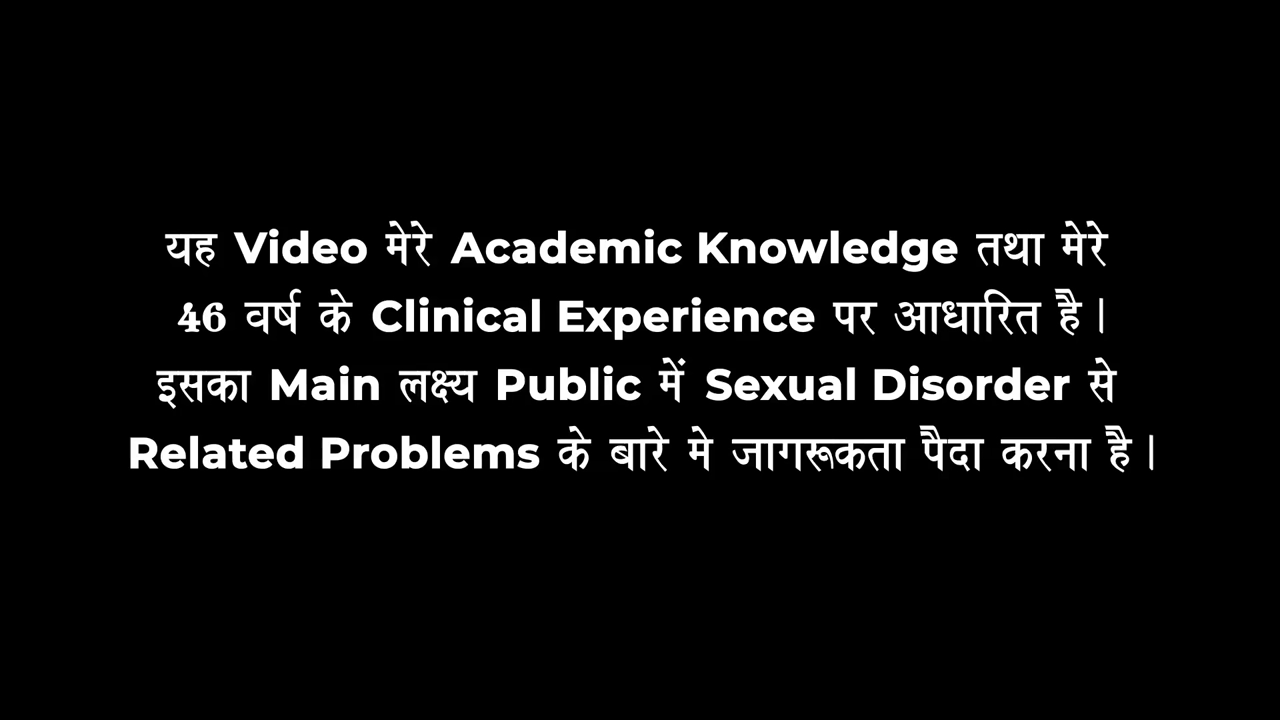 यह Video मेरे Academic Knowledge तथा मेरे
46 वर्ष के Clinical Experience पर आधारित है।
इसका Main लक्ष्य Public में Sexual Disorder से
Related Problems के बारे मे जागरूकता पैदा करना है।